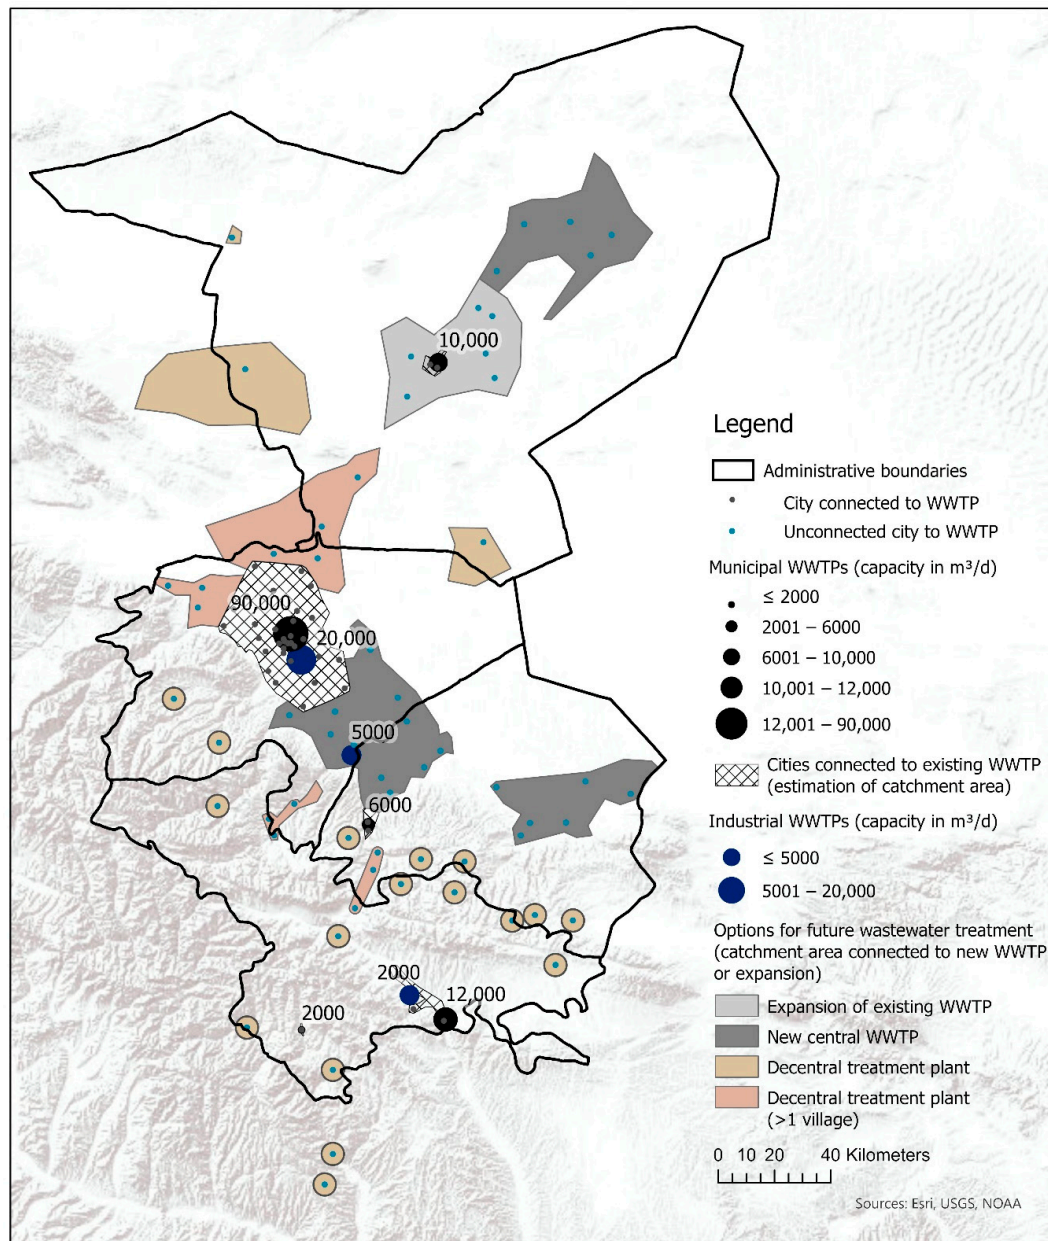 10,000
90,000
20,000
5000
6000
2000
12,000
2000
Legend
Administrative boundaries
City connected to WWTP
Unconnected city to WWTP
Municipal WWTPs (capacity in m³/d)
≤ 2000
2001 – 6000
6001 – 10,000
10,001 – 12,000
12,001 – 90,000
Cities connected to existing WWTP
(estimation of catchment area)
Industrial WWTPs (capacity in m³/d)
≤ 5000
5001 – 20,000
Options for future wastewater treatment
(catchment area connected to new WWTP
or expansion)
Expansion of existing WWTP
New central WWTP
Decentral treatment plant
Decentral treatment plant
(>1 village)
0 10 20 40 Kilometers
Sources: Esri, USGS, NOAA